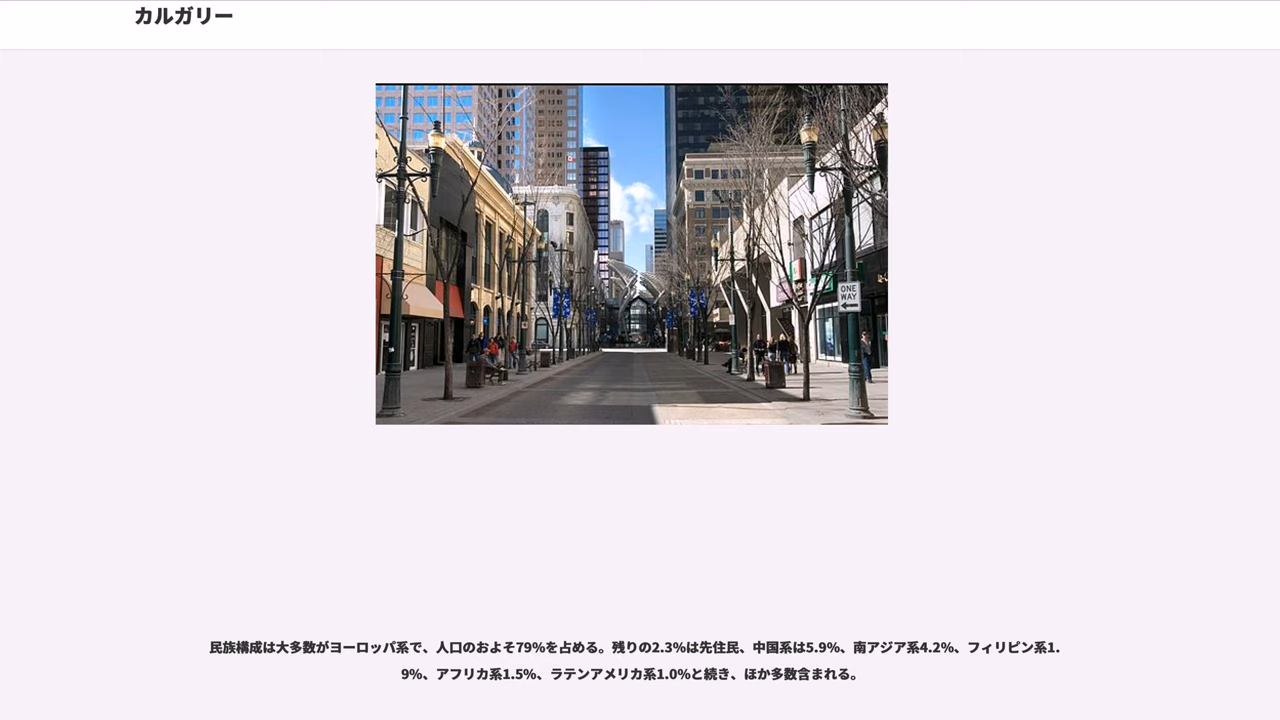 カルガリー
ONE
WAY
民族構成は大多数がヨーロッパ系で、人口のおよそ79%を占める。残りの2.3%は先住民、中国系は5.9%、南アジア系4.2%、フィリピン系1.
9%、アフリカ系1.5%、ラテンアメリカ系1.0%と続き、ほか多数含まれる。